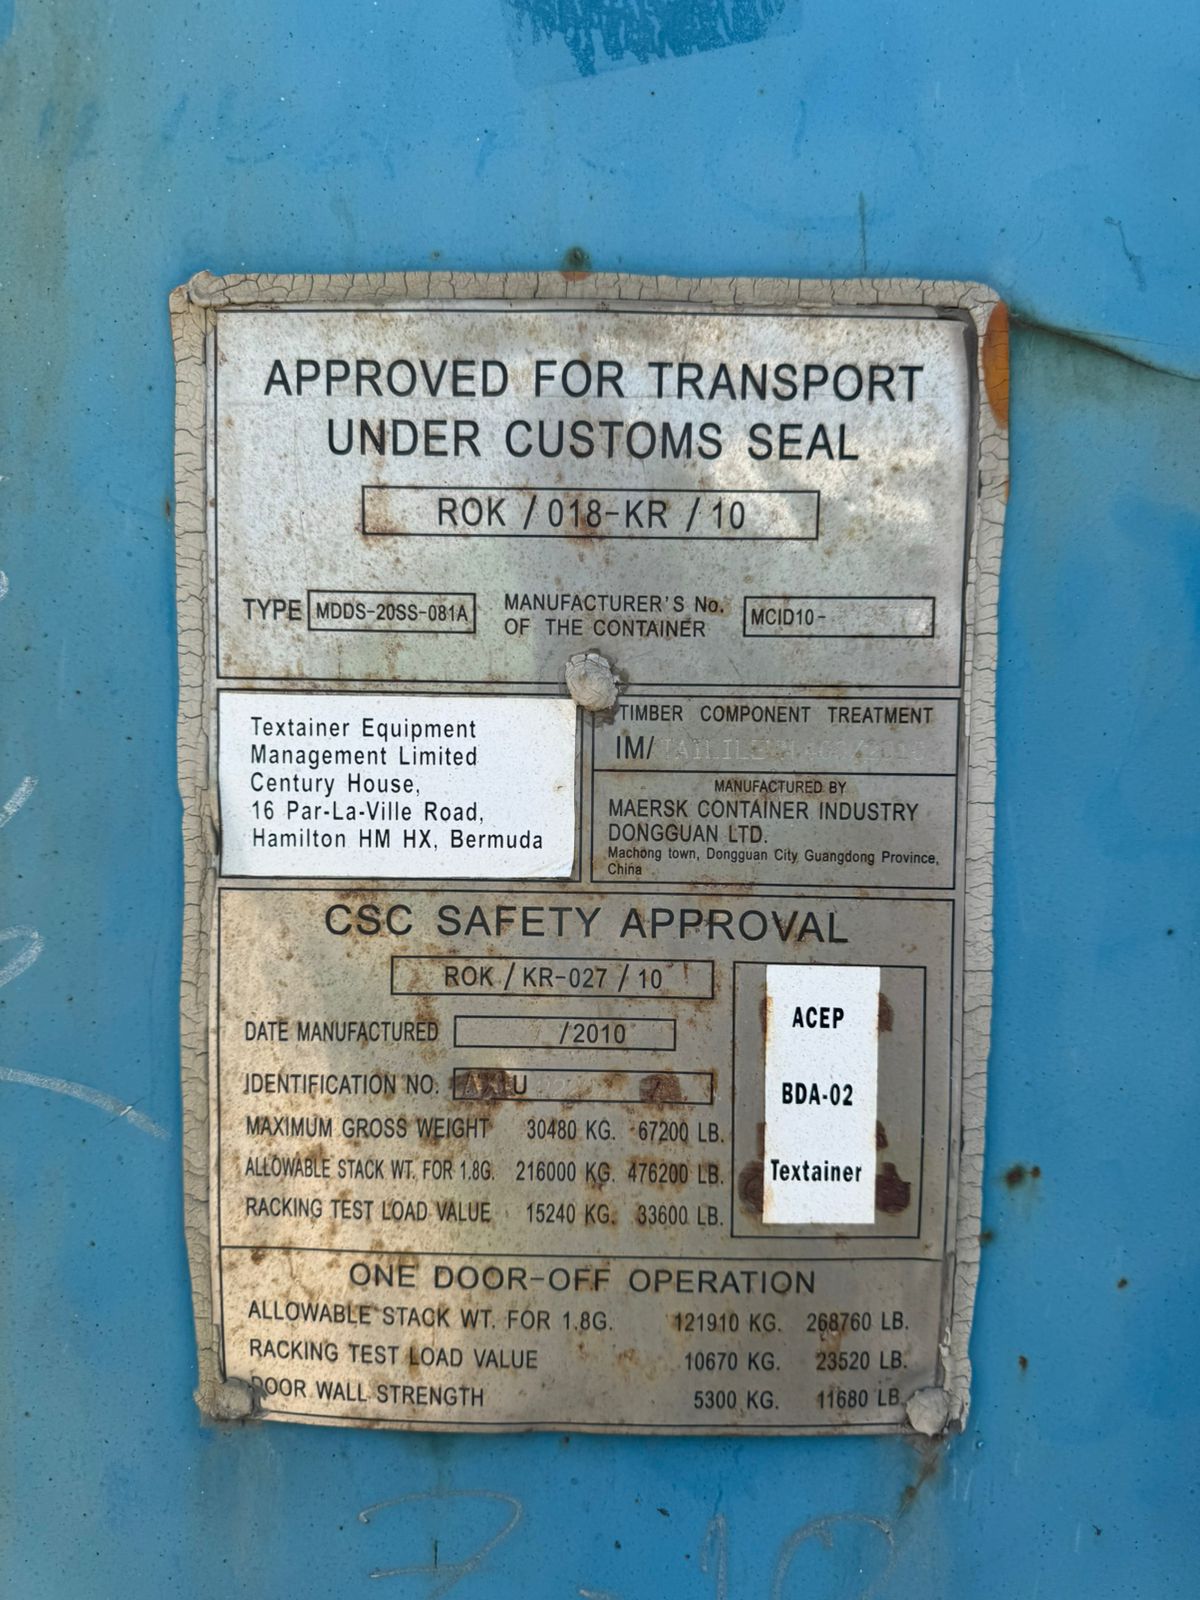 APPROVED FOR TRANSPORT
UNDER CUSTOMS SEAL
ROK / 018-KR / 10
TYPE MDDS-20SS-081A
MANUFACTURER'S No.
OF THE CONTAINER
MCID10-
Textainer Equipment
Management Limited
Century House,
16 Par-La-Ville Road,
Hamilton HM HX, Bermuda
TIMBER COMPONENT TREATMENT
IM/
MANUFACTURED BY
MAERSK CONTAINER INDUSTRY
DONGGUAN LTD.
Machong town, Dongguan City Guangdong Province,
China
CSC SAFETY APPROVAL
ROK / KR-027 / 10
DATE MANUFACTURED /2010
IDENTIFICATION NO.
MAXIMUM GROSS WEIGHT 30480 KG. 67200 LB.
ALLOWABLE STACK WT. FOR 1.8G. 216000 KG. 476200 LB.
RACKING TEST LOAD VALUE 15240 KG. 33600 LB.
ACEP
BDA-02
Textainer
ONE DOOR-OFF OPERATION
ALLOWABLE STACK WT. FOR 1.8G. 121910 KG. 268760 LB.
RACKING TEST LOAD VALUE 10670 KG. 23520 LB.
DOOR WALL STRENGTH 5300 KG. 11680 LB.